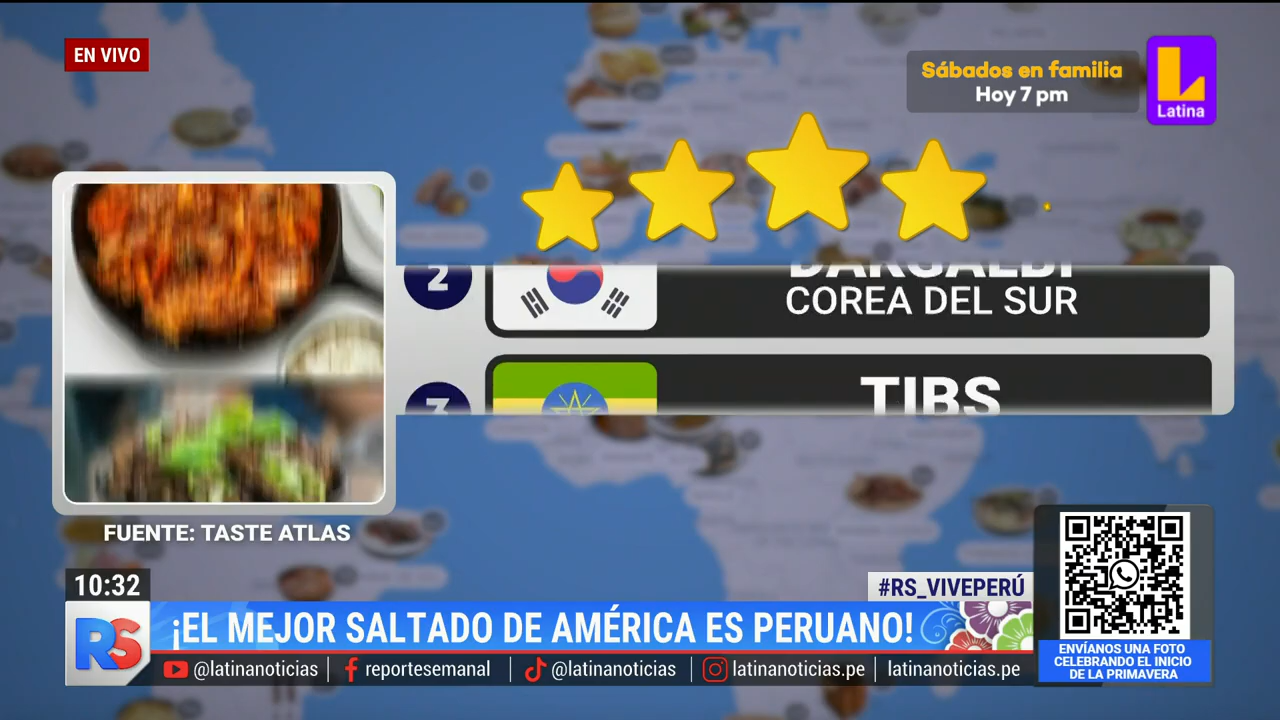 EN VIVO
Sábados en familia
Hoy 7 pm
Latina
2
COREA DEL SUR
3
TIBS
FUENTE: TASTE ATLAS
10:32
#RS_VIVEPERÚ
RS
¡EL MEJOR SALTADO DE AMÉRICA ES PERUANO!
@latinanoticias
reportesemanal
@latinanoticias
latinanoticias.pe
latinanoticias.pe
ENVÍANOS UNA FOTO
CELEBRANDO EL INICIO
DE LA PRIMAVERA